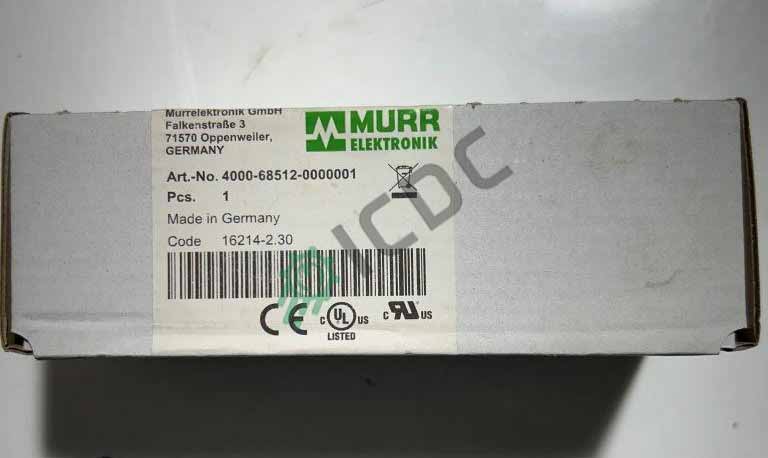 Murrelektronik GmbH
Falkenstraße 3
71570 Oppenweiler,
GERMANY
MURR
ELEKTRONIK
Art.-No. 4000-68512-0000001
Pcs. 1
Made in Germany
Code 16214-2.30
ICDC
CE
C UL US
LISTED
C RU US